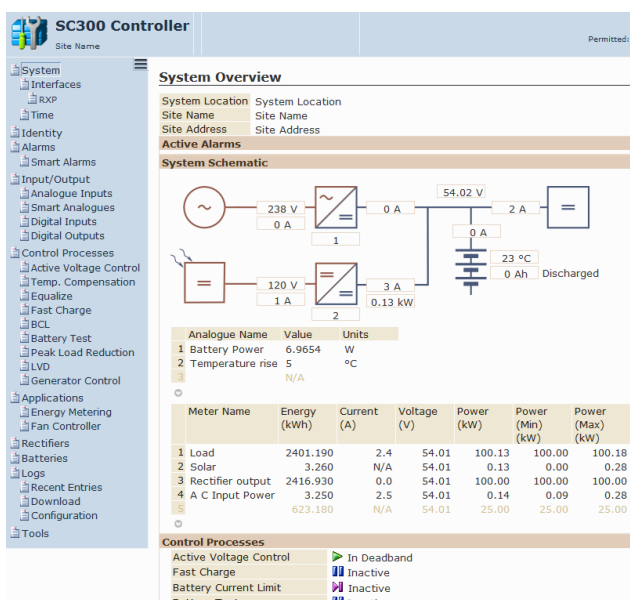 SC300 Controller
Site Name
Permitted:
System
Interfaces
RXP
Time
Identity
Alarms
Smart Alarms
Input/Output
Analogue Inputs
Smart Analogues
Digital Inputs
Digital Outputs
Control Processes
Active Voltage Control
Temp. Compensation
Equalize
Fast Charge
BCL
Battery Test
Peak Load Reduction
LVD
Generator Control
Applications
Energy Metering
Fan Controller
Rectifiers
Batteries
Logs
Recent Entries
Download
Configuration
Tools
System Overview
System Location System Location
Site Name Site Name
Site Address Site Address
Active Alarms
System Schematic
54.02 V
238 V 0 A 2 A
0 A 0 A
1
23 °C
120 V 3 A 0 Ah Discharged
1 A 0.13 kW
2
Analogue Name Value Units
1 Battery Power 6.9654 W
2 Temperature rise 5 °C
3 N/A
Meter Name Energy Current Voltage Power Power Power
(kWh) (A) (V) (kW) (Min) (Max)
(kW) (kW)
1 Load 2401.190 2.4 54.01 100.13 100.00 100.18
2 Solar 3.260 N/A 54.01 0.13 0.00 0.28
3 Rectifier output 2416.930 0.0 54.01 100.00 100.00 100.00
4 A C Input Power 3.250 2.5 54.01 0.14 0.09 0.28
5 623.180 N/A 54.01 25.00 25.00 25.00
Control Processes
Active Voltage Control In Deadband
Fast Charge Inactive
Battery Current Limit Inactive